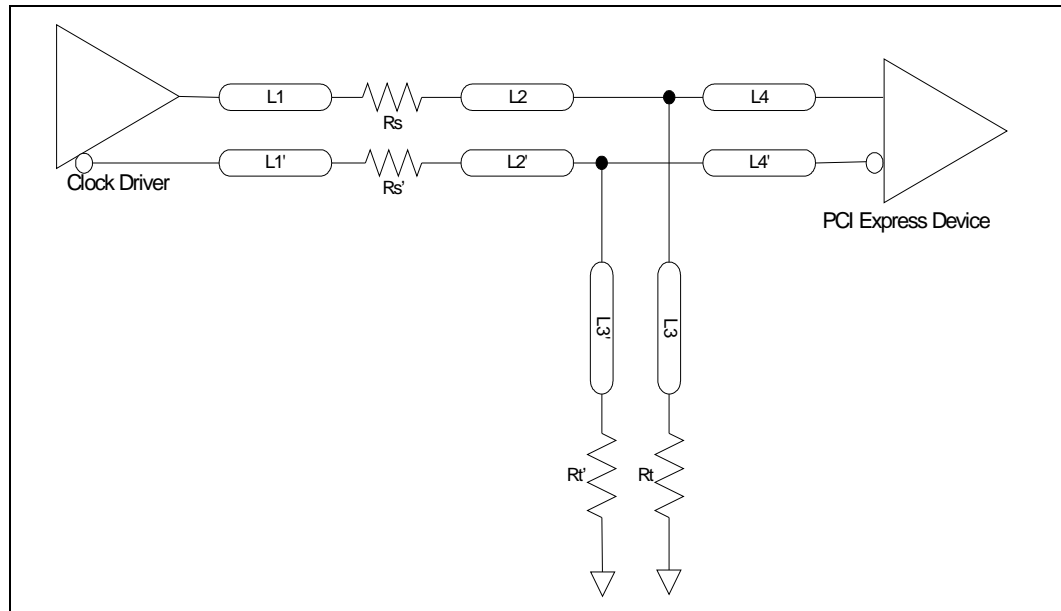 L1
Rs
L2
L4
L1'
Rs'
L2'
L4'
Clock Driver
PCI Express Device
L3'
L3
Rt'
Rt